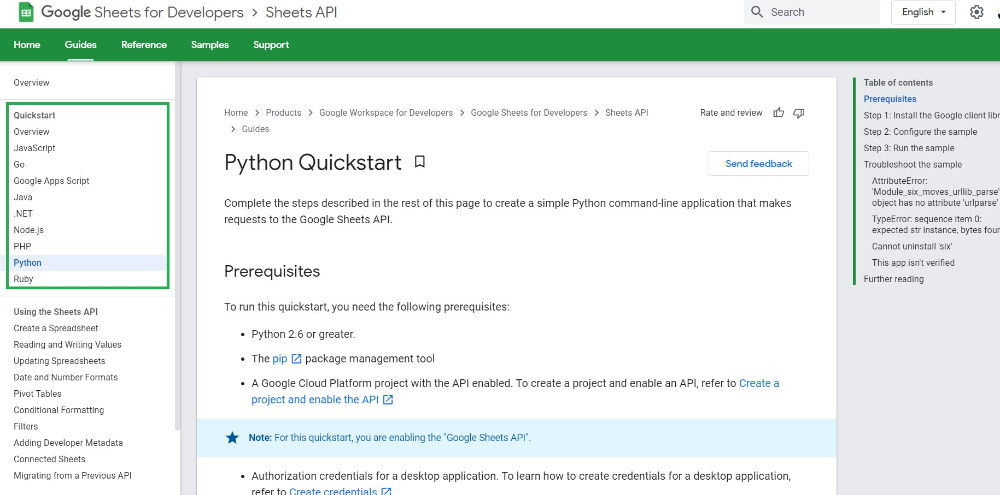 Google Sheets for Developers > Sheets API
Search
English
Home Guides Reference Samples Support
Overview
Quickstart
Overview
JavaScript
Go
Google Apps Script
Java
.NET
Node.js
PHP
Python
Ruby
Using the Sheets API
Create a Spreadsheet
Reading and Writing Values
Updating Spreadsheets
Date and Number Formats
Pivot Tables
Conditional Formatting
Filters
Adding Developer Metadata
Connected Sheets
Migrating from a Previous API
Home > Products > Google Workspace for Developers > Google Sheets for Developers > Sheets API
> Guides
Rate and review
Python Quickstart
Send feedback
Complete the steps described in the rest of this page to create a simple Python command-line application that makes
requests to the Google Sheets API.
Prerequisites
To run this quickstart, you need the following prerequisites:
• Python 2.6 or greater.
• The pip package management tool
• A Google Cloud Platform project with the API enabled. To create a project and enable an API, refer to Create a
project and enable the API
Note: For this quickstart, you are enabling the "Google Sheets API".
• Authorization credentials for a desktop application. To learn how to create credentials for a desktop application,
refer to Create credentials
Table of contents
Prerequisites
Step 1: Install the Google client libr
Step 2: Configure the sample
Step 3: Run the sample
Troubleshoot the sample
AttributeError:
'Module_six_moves_urllib_parse'
object has no attribute 'urlparse'
TypeError: sequence item 0:
expected str instance, bytes foun
Cannot uninstall 'six'
This app isn't verified
Further reading